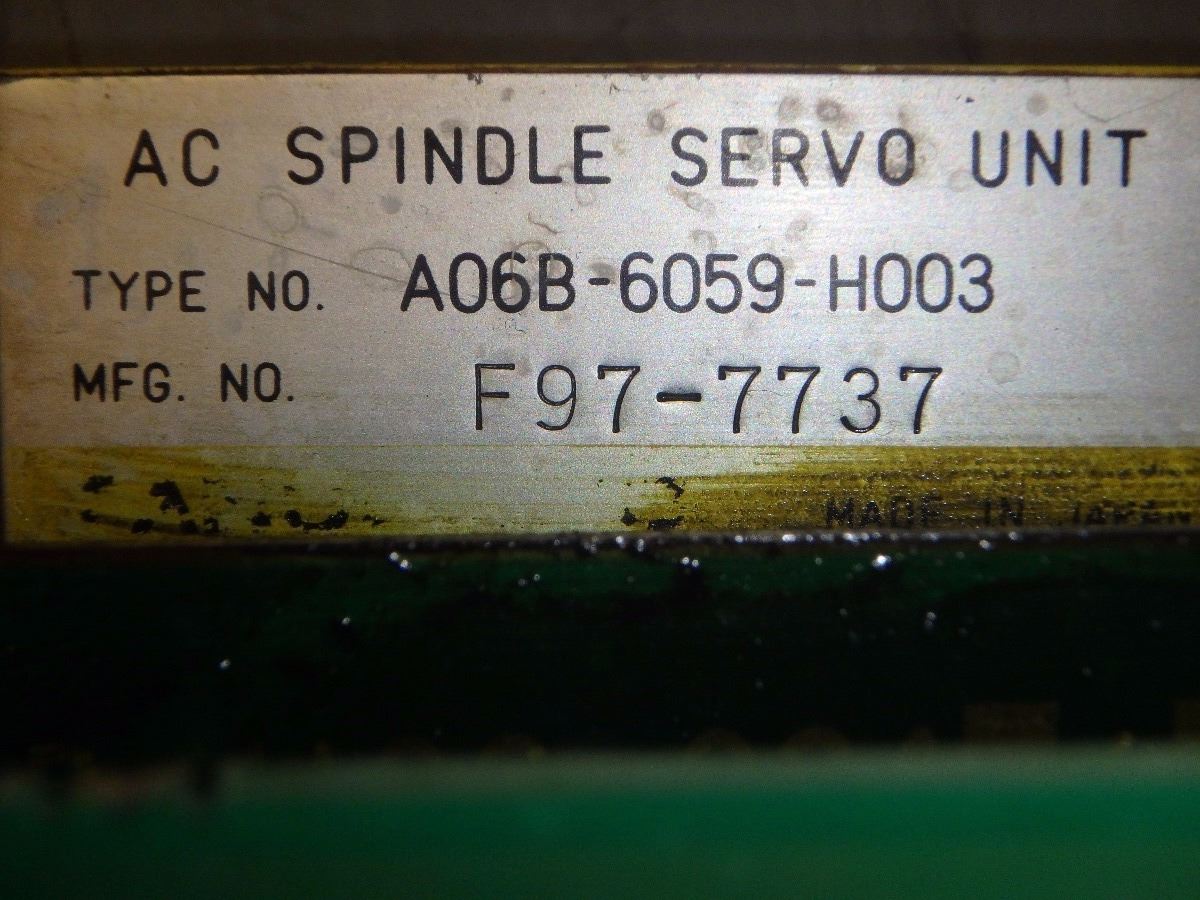 AC SPINDLE SERVO UNIT
TYPE NO. A06B-6059-H003
MFG. NO. F97-7737
MADE IN JAPAN